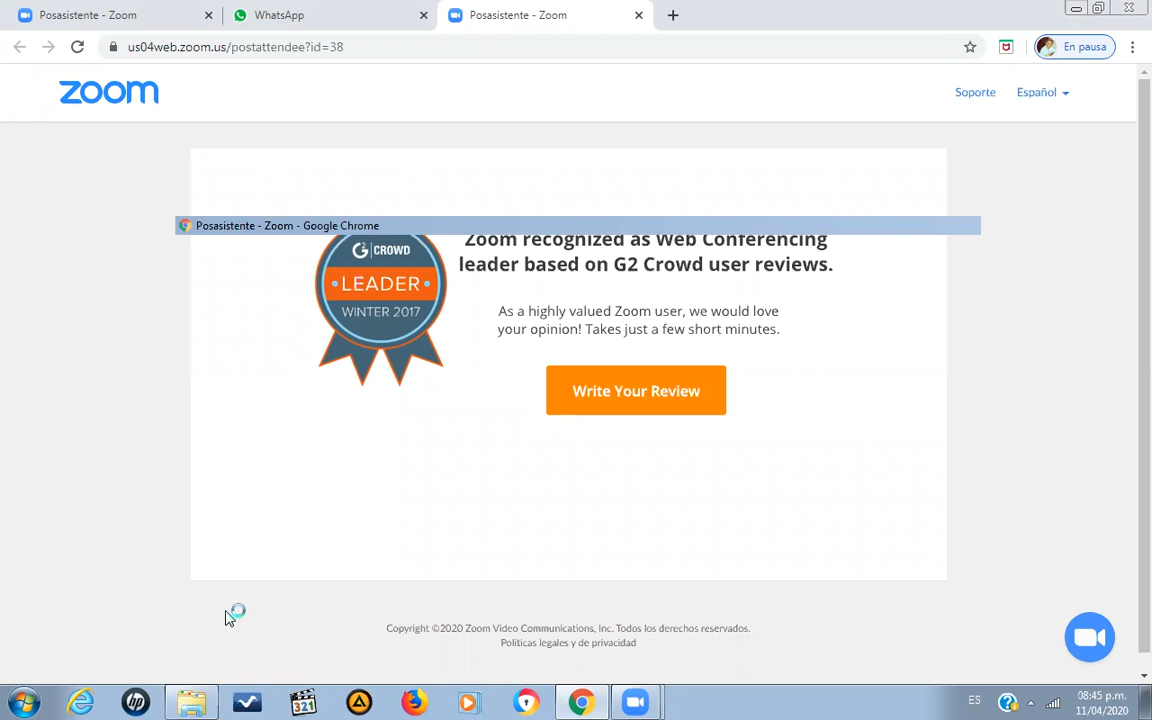 Posasistente - Zoom
WhatsApp
Posasistente - Zoom
us04web.zoom.us/postattendee?id=38
En pausa
zoom
Soporte
Español
Posasistente - Zoom - Google Chrome
G2 CROWD
LEADER
WINTER 2017
Zoom recognized as Web Conferencing
leader based on G2 Crowd user reviews.
As a highly valued Zoom user, we would love
your opinion! Takes just a few short minutes.
Write Your Review
Copyright ©2020 Zoom Video Communications, Inc. Todos los derechos reservados.
Políticas legales y de privacidad
hp
321
ES
08:45 p.m.
11/04/2020